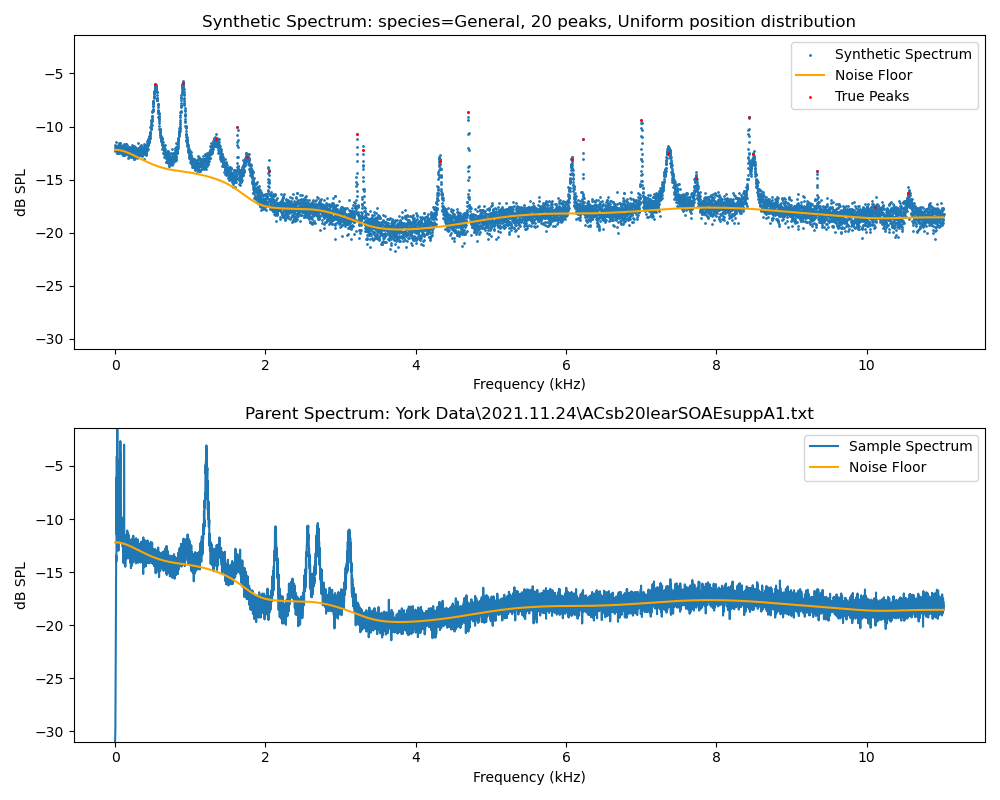 Synthetic Spectrum: species=General, 20 peaks, Uniform position distribution
Synthetic Spectrum
Noise Floor
True Peaks
dB SPL
−5
−10
−15
−20
−25
−30
0 2 4 6 8 10
Frequency (kHz)
Parent Spectrum: York Data\2021.11.24\ACsb20learSOAEsuppA1.txt
Sample Spectrum
Noise Floor
dB SPL
−5
−10
−15
−20
−25
−30
0 2 4 6 8 10
Frequency (kHz)